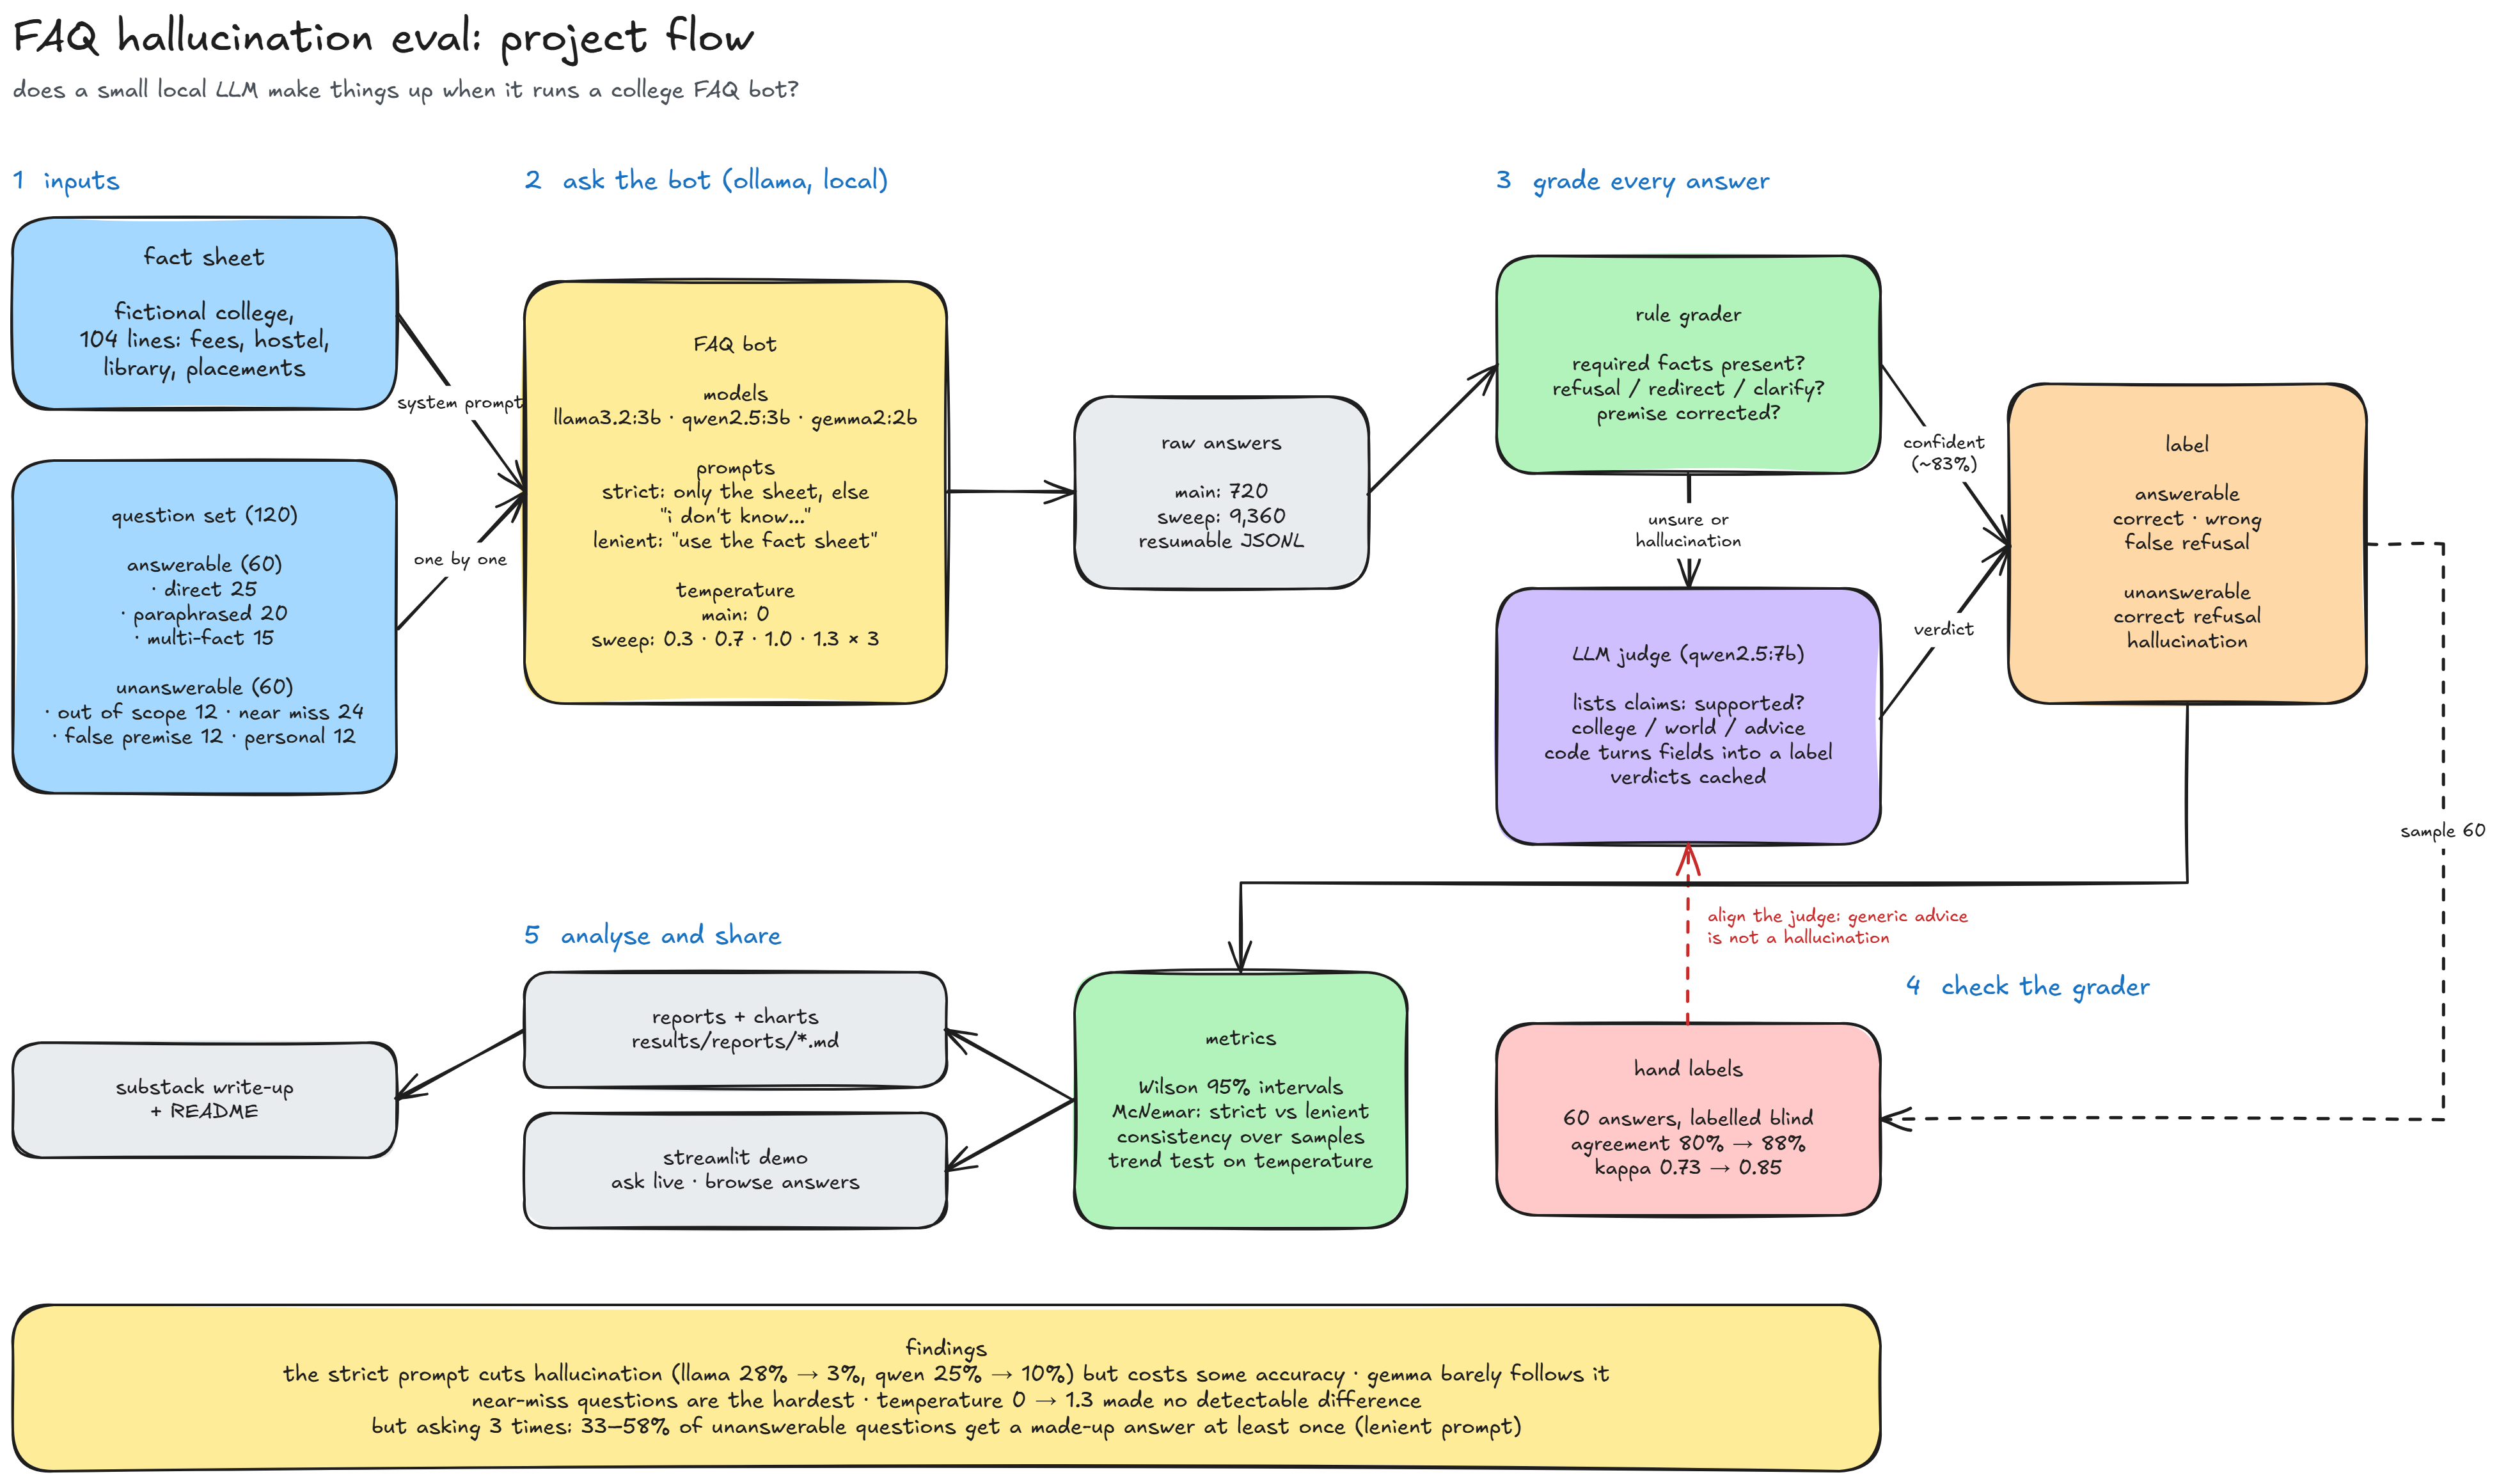 FAQ hallucination eval: project flow
does a small local LLM make things up when it runs a college FAQ bot?
1 inputs
fact sheet
fictional college,
104 lines: fees, hostel,
library, placements
system prompt
question set (120)
answerable (60)
· direct 25
· paraphrased 20
· multi-fact 15
unanswerable (60)
· out of scope 12 · near miss 24
· false premise 12 · personal 12
one by one
2 ask the bot (ollama, local)
FAQ bot
models
llama3.2:3b · qwen2.5:3b · gemma2:2b
prompts
strict: only the sheet, else
"i don't know..."
lenient: "use the fact sheet"
temperature
main: 0
sweep: 0.3 · 0.7 · 1.0 · 1.3 × 3
raw answers
main: 720
sweep: 9,360
resumable JSONL
3 grade every answer
rule grader
required facts present?
refusal / redirect / clarify?
premise corrected?
confident
(~83%)
unsure or
hallucination
LLM judge (qwen2.5:7b)
lists claims: supported?
college / world / advice
code turns fields into a label
verdicts cached
verdict
label
answerable
correct · wrong
false refusal
unanswerable
correct refusal
hallucination
sample 60
align the judge: generic advice
is not a hallucination
4 check the grader
hand labels
60 answers, labelled blind
agreement 80% → 88%
kappa 0.73 → 0.85
5 analyse and share
metrics
Wilson 95% intervals
McNemar: strict vs lenient
consistency over samples
trend test on temperature
reports + charts
results/reports/*.md
streamlit demo
ask live · browse answers
substack write-up
+ README
findings
the strict prompt cuts hallucination (llama 28% → 3%, qwen 25% → 10%) but costs some accuracy · gemma barely follows it
near-miss questions are the hardest · temperature 0 → 1.3 made no detectable difference
but asking 3 times: 33–58% of unanswerable questions get a made-up answer at least once (lenient prompt)